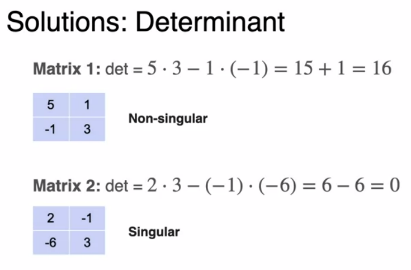 Solutions: Determinant
Matrix 1: det = 5 · 3 − 1 · (−1) = 15 + 1 = 16
5 1
-1 3
Non-singular
Matrix 2: det = 2 · 3 − (−1) · (−6) = 6 − 6 = 0
2 -1
-6 3
Singular